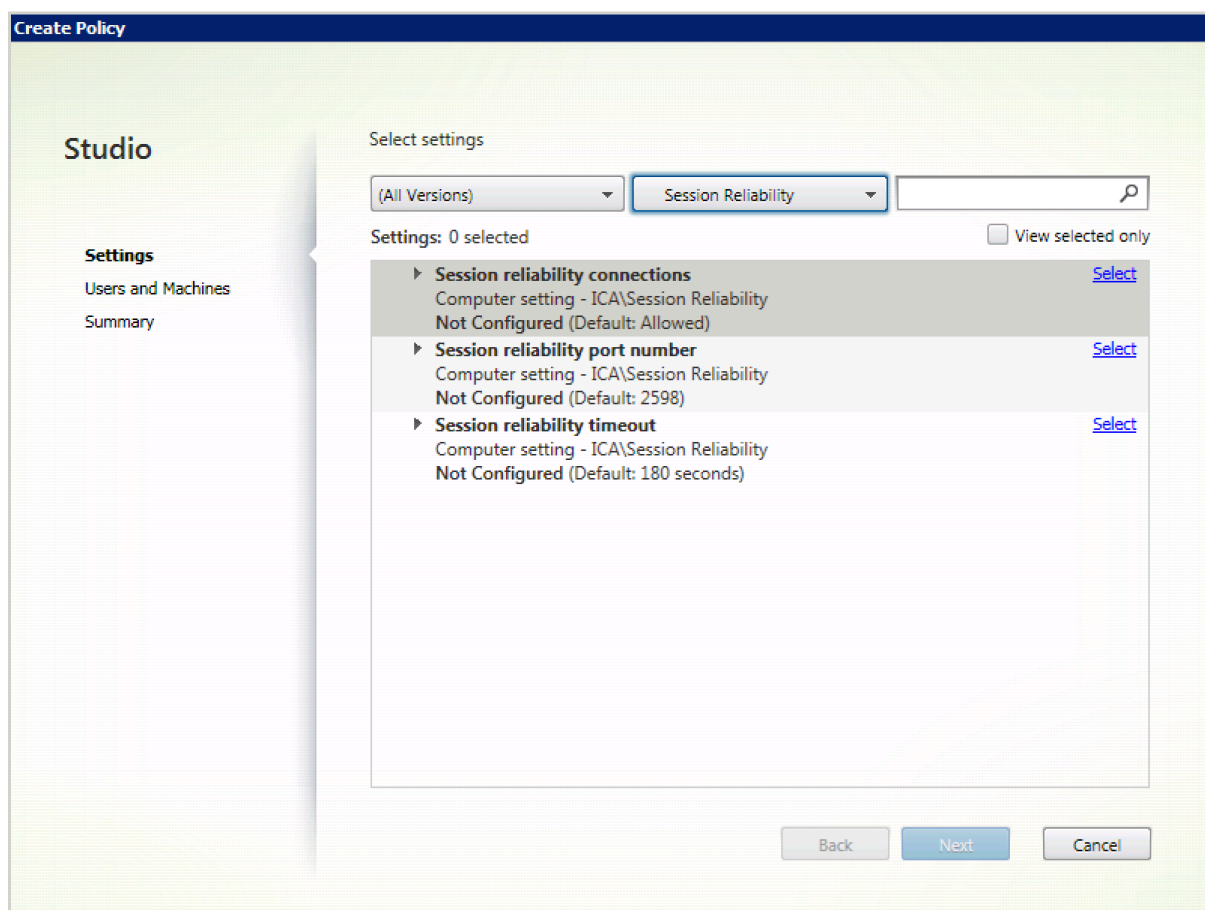 Create Policy
Studio
Settings
Users and Machines
Summary
Select settings
(All Versions)
Session Reliability
Settings: 0 selected
View selected only
Session reliability connections
Select
Computer setting - ICA\Session Reliability
Not Configured (Default: Allowed)
Session reliability port number
Select
Computer setting - ICA\Session Reliability
Not Configured (Default: 2598)
Session reliability timeout
Select
Computer setting - ICA\Session Reliability
Not Configured (Default: 180 seconds)
Back
Next
Cancel